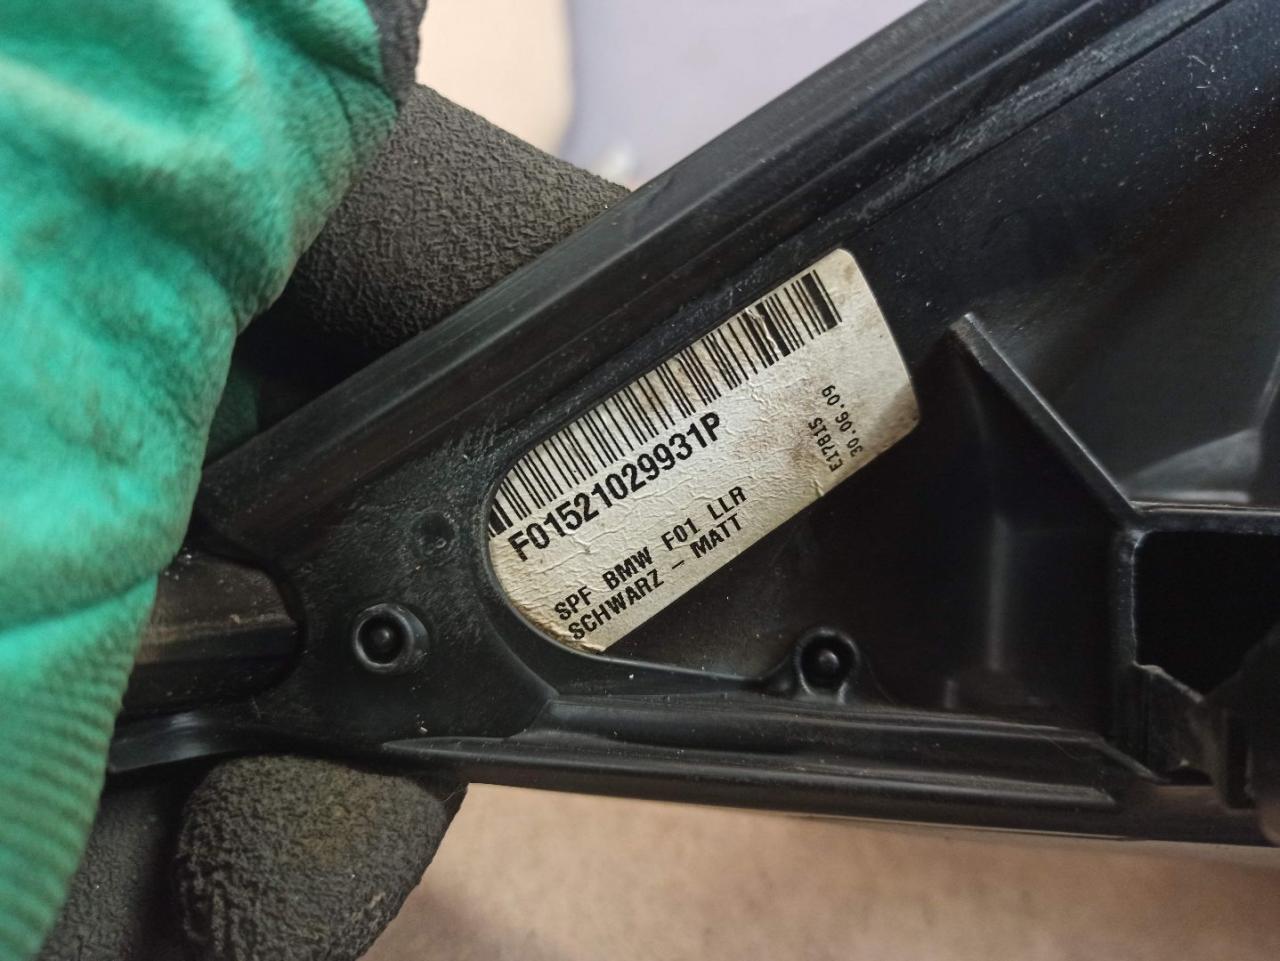 F01521029931P
SPF BMW F01 LLR
SCHWARZ - MATT
E17815
30.06.09